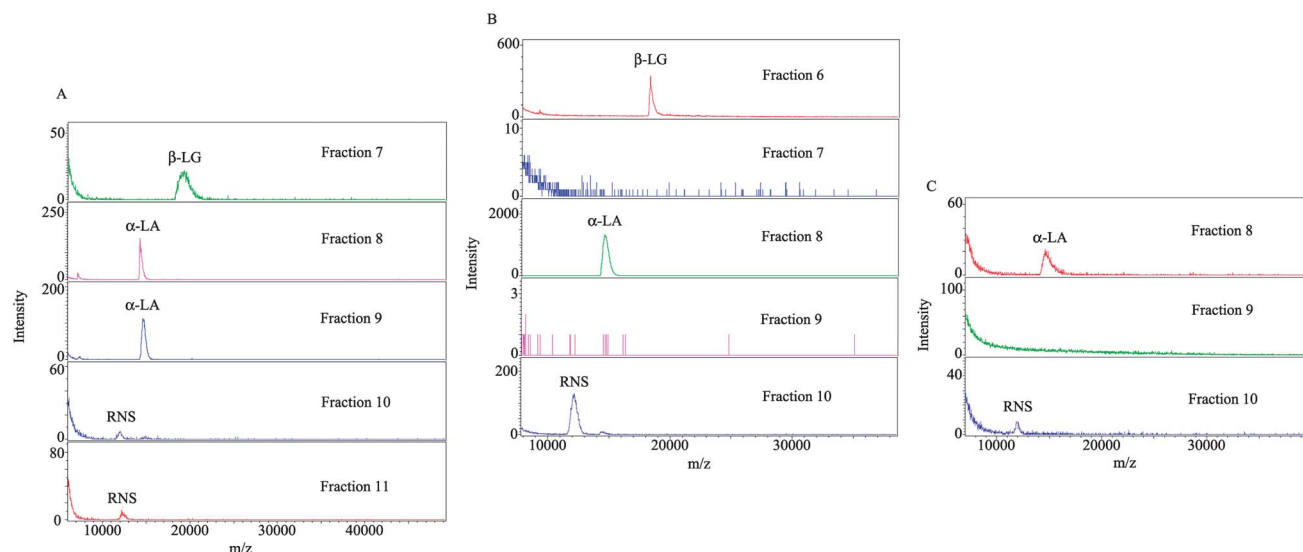 A
50
0
β-LG
Fraction 7
250
0
α-LA
Fraction 8
200
0
α-LA
Fraction 9
60
0
RNS
Fraction 10
80
0
RNS
Fraction 11
Intensity
10000 20000 30000 40000
m/z
B
600
0
β-LG
Fraction 6
10
0
Fraction 7
2000
0
α-LA
Fraction 8
3
0
Fraction 9
200
0
RNS
Fraction 10
Intensity
10000 20000 30000
m/z
C
60
0
α-LA
Fraction 8
100
0
Fraction 9
40
0
RNS
Fraction 10
Intensity
10000 20000 30000
m/z